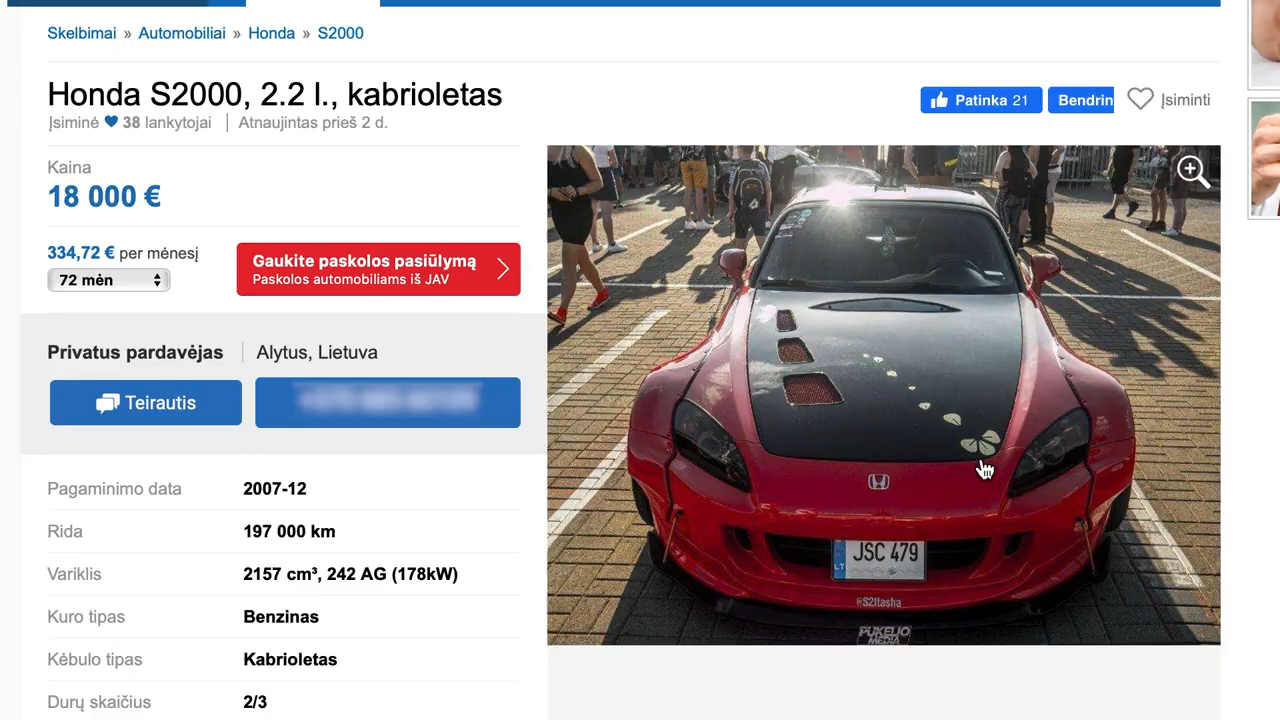 Skelbimai » Automobiliai » Honda » S2000
Honda S2000, 2.2 l., kabrioletas
Įsiminė 38 lankytojai | Atnaujintas prieš 2 d.
Patinka 21
Bendrin
Įsiminti
Kaina
18 000 €
334,72 € per mėnesį
72 mėn
Gaukite paskolos pasiūlymą
Paskolos automobiliams iš JAV
Privatus pardavėjas | Alytus, Lietuva
Teirautis
Pagaminimo data 2007-12
Rida 197 000 km
Variklis 2157 cm³, 242 AG (178kW)
Kuro tipas Benzinas
Kėbulo tipas Kabrioletas
Durų skaičius 2/3
LT JSC 479
@S2Itasha
PUKELIO
MEDIA